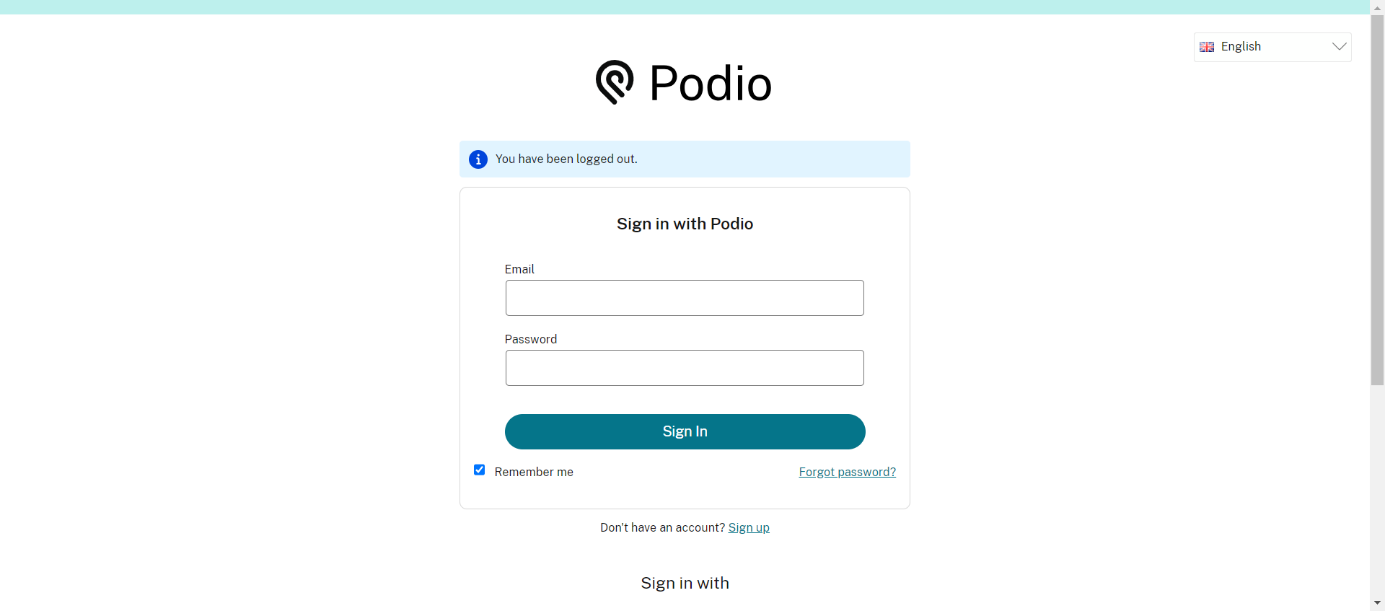 English
Podio
You have been logged out.
Sign in with Podio
Email
Password
Sign In
Remember me
Forgot password?
Don't have an account? Sign up
Sign in with